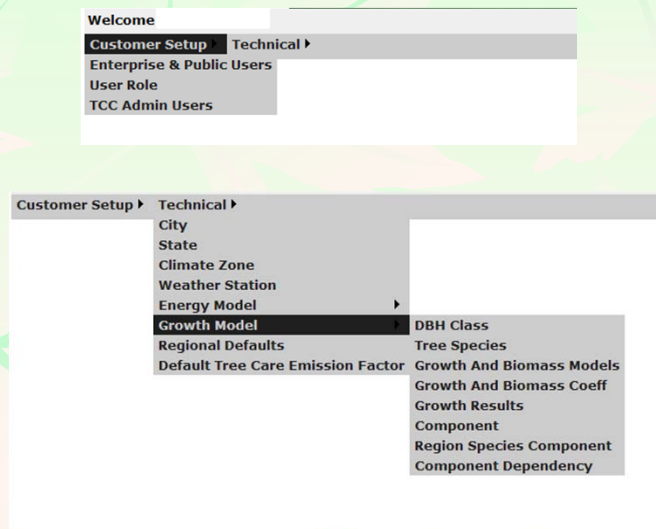 Welcome
Customer Setup Technical
Enterprise & Public Users
User Role
TCC Admin Users
Customer Setup Technical
City
State
Climate Zone
Weather Station
Energy Model
Growth Model
Regional Defaults
Default Tree Care Emission Factor
DBH Class
Tree Species
Growth And Biomass Models
Growth And Biomass Coeff
Growth Results
Component
Region Species Component
Component Dependency